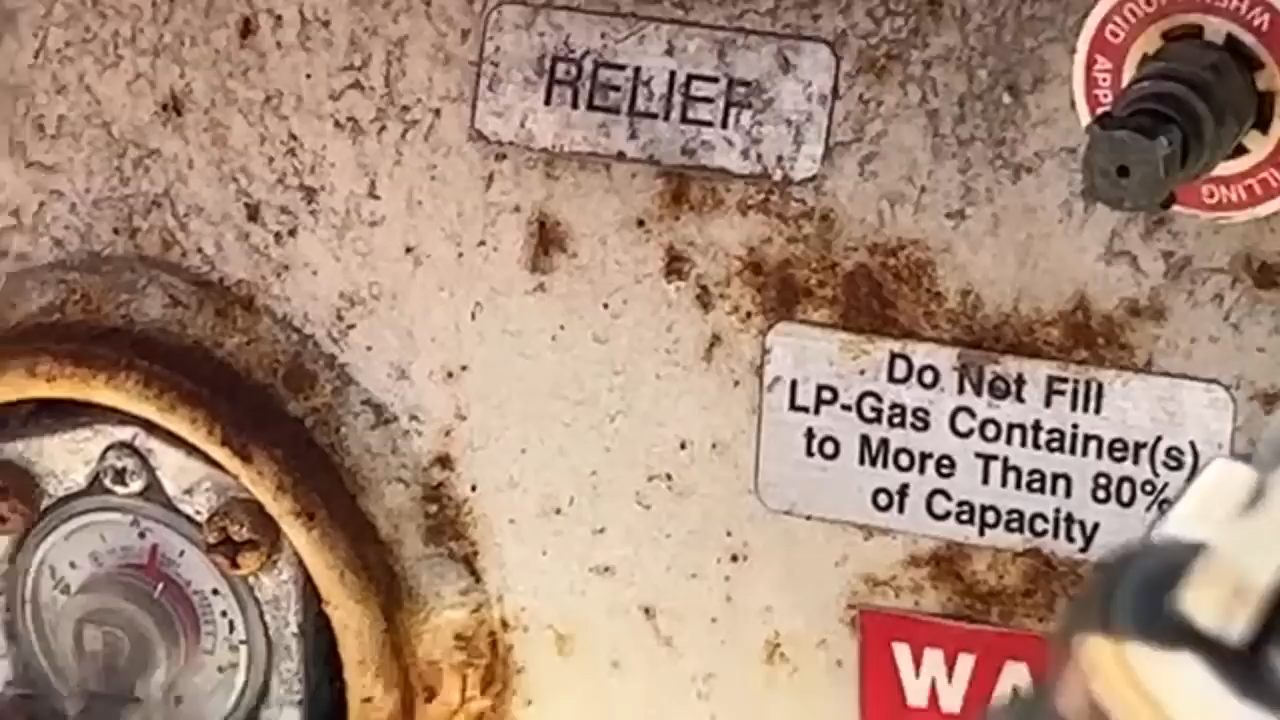 RELIEF
Do Not Fill
LP-Gas Container(s)
to More Than 80%
of Capacity